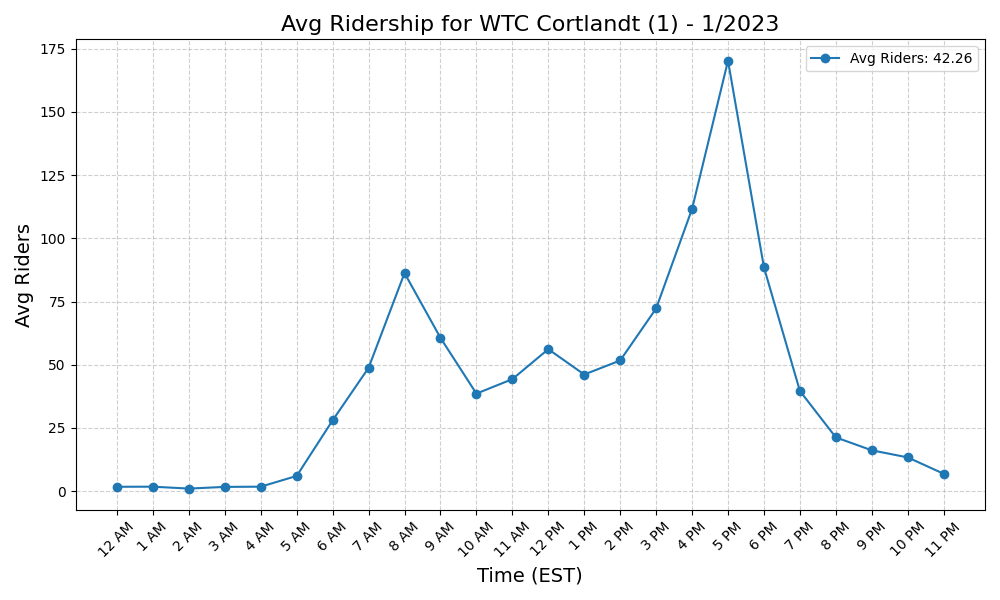 Avg Ridership for WTC Cortlandt (1) - 1/2023
Avg Riders: 42.26
Avg Riders
175
150
125
100
75
50
25
0
12 AM
1 AM
2 AM
3 AM
4 AM
5 AM
6 AM
7 AM
8 AM
9 AM
10 AM
11 AM
12 PM
1 PM
2 PM
3 PM
4 PM
5 PM
6 PM
7 PM
8 PM
9 PM
10 PM
11 PM
Time (EST)